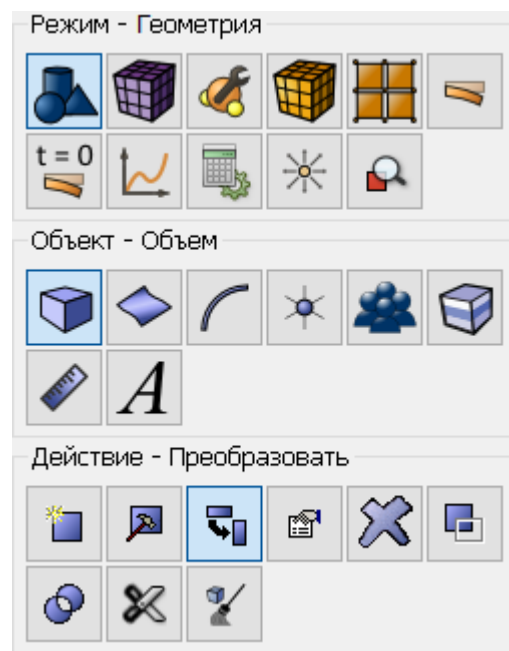 Режим - Геометрия
t = 0
Объект - Объем
A
Действие - Преобразовать